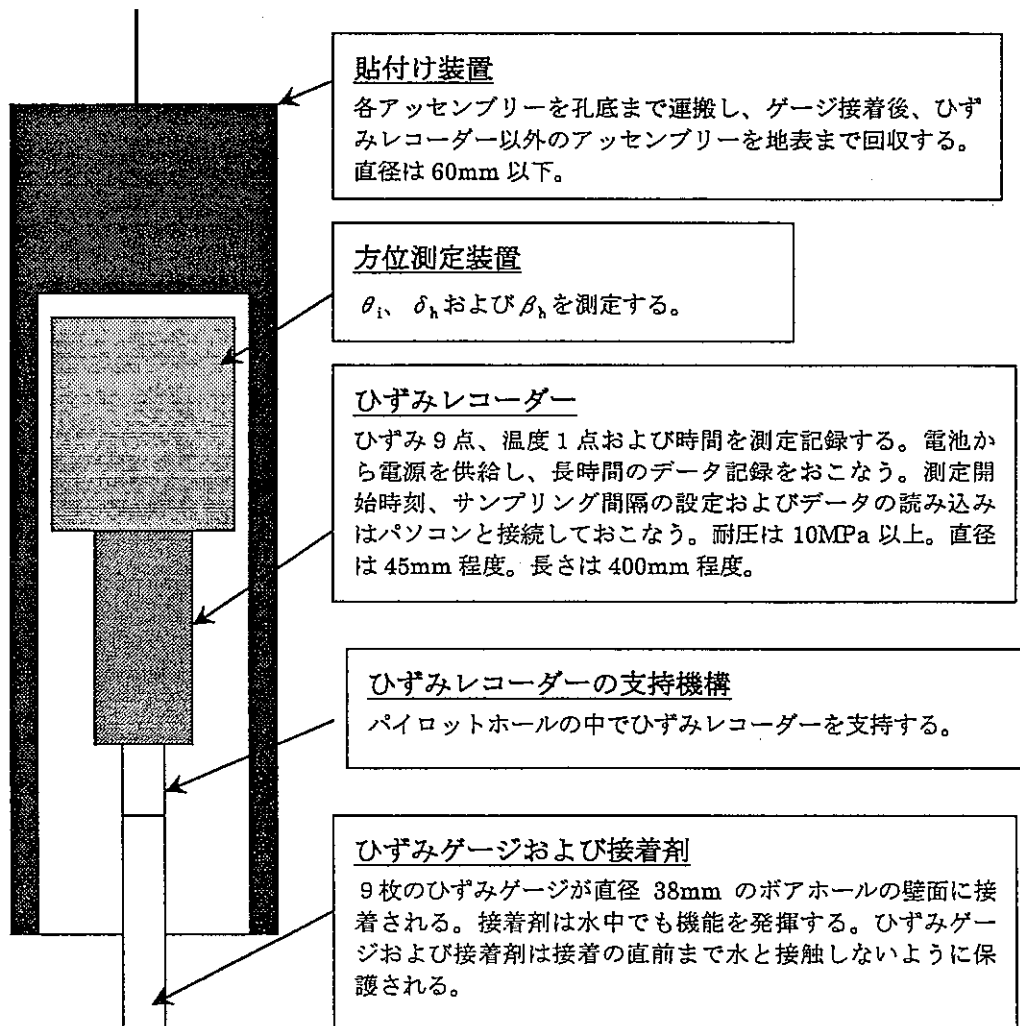 貼付け装置
各アッセンブリーを孔底まで運搬し、ゲージ接着後、ひず
みレコーダー以外のアッセンブリーを地表まで回収する。
直径は 60mm 以下。
方位測定装置
θi、δhおよびβhを測定する。
ひずみレコーダー
ひずみ9点、温度1点および時間を測定記録する。電池か
ら電源を供給し、長時間のデータ記録をおこなう。測定開
始時刻、サンプリング間隔の設定およびデータの読み込み
はパソコンと接続しておこなう。耐圧は 10MPa 以上。直径
は 45mm 程度。長さは 400mm 程度。
ひずみレコーダーの支持機構
パイロットホールの中でひずみレコーダーを支持する。
ひずみゲージおよび接着剤
9枚のひずみゲージが直径 38mm のボアホールの壁面に接
着される。接着剤は水中でも機能を発揮する。ひずみゲー
ジおよび接着剤は接着の直前まで水と接触しないように保
護される。